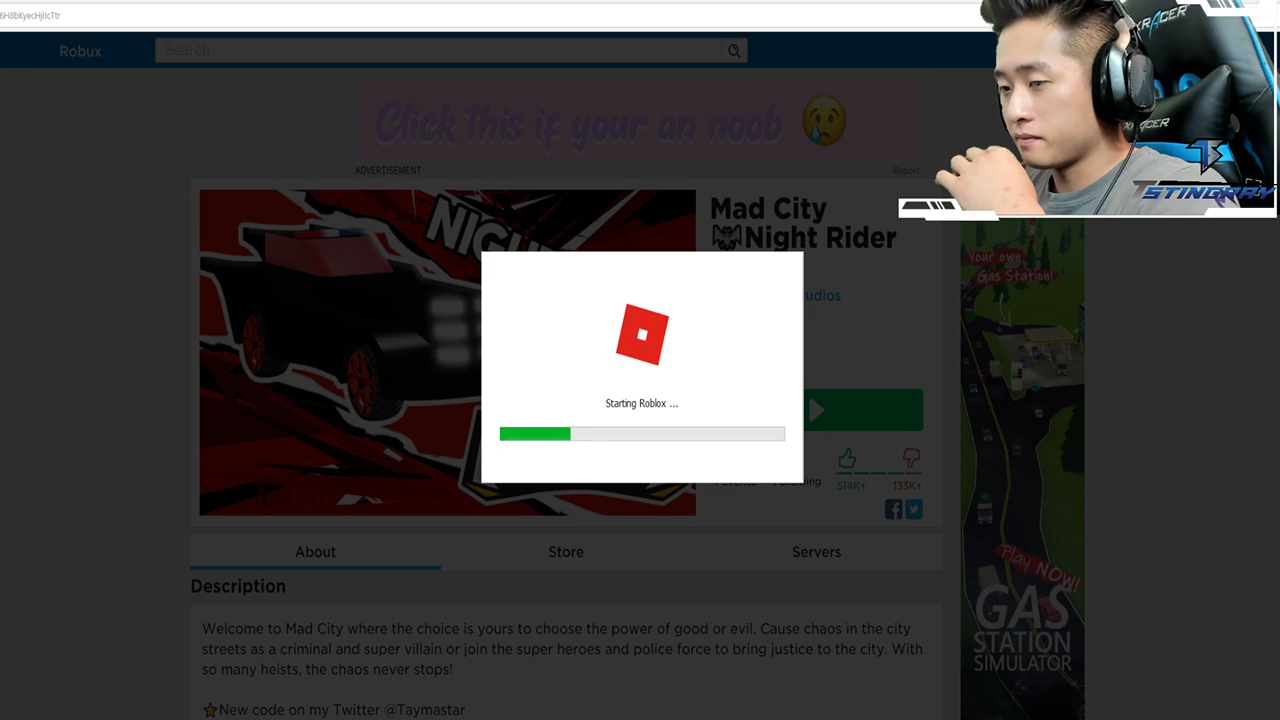 Robux
Search
Click this if your an noob
ADVERTISEMENT
Report
Mad City
Night Rider
Starting Roblox ...
514K+
133K+
About
Store
Servers
Description
Welcome to Mad City where the choice is yours to choose the power of good or evil. Cause chaos in the city
streets as a criminal and super villain or join the super heroes and police force to bring justice to the city. With
so many heists, the chaos never stops!
New code on my Twitter @Taymastar
Your own
Gas Station!
Play NOW!
GAS
STATION
SIMULATOR
TS
TSTINGRAY